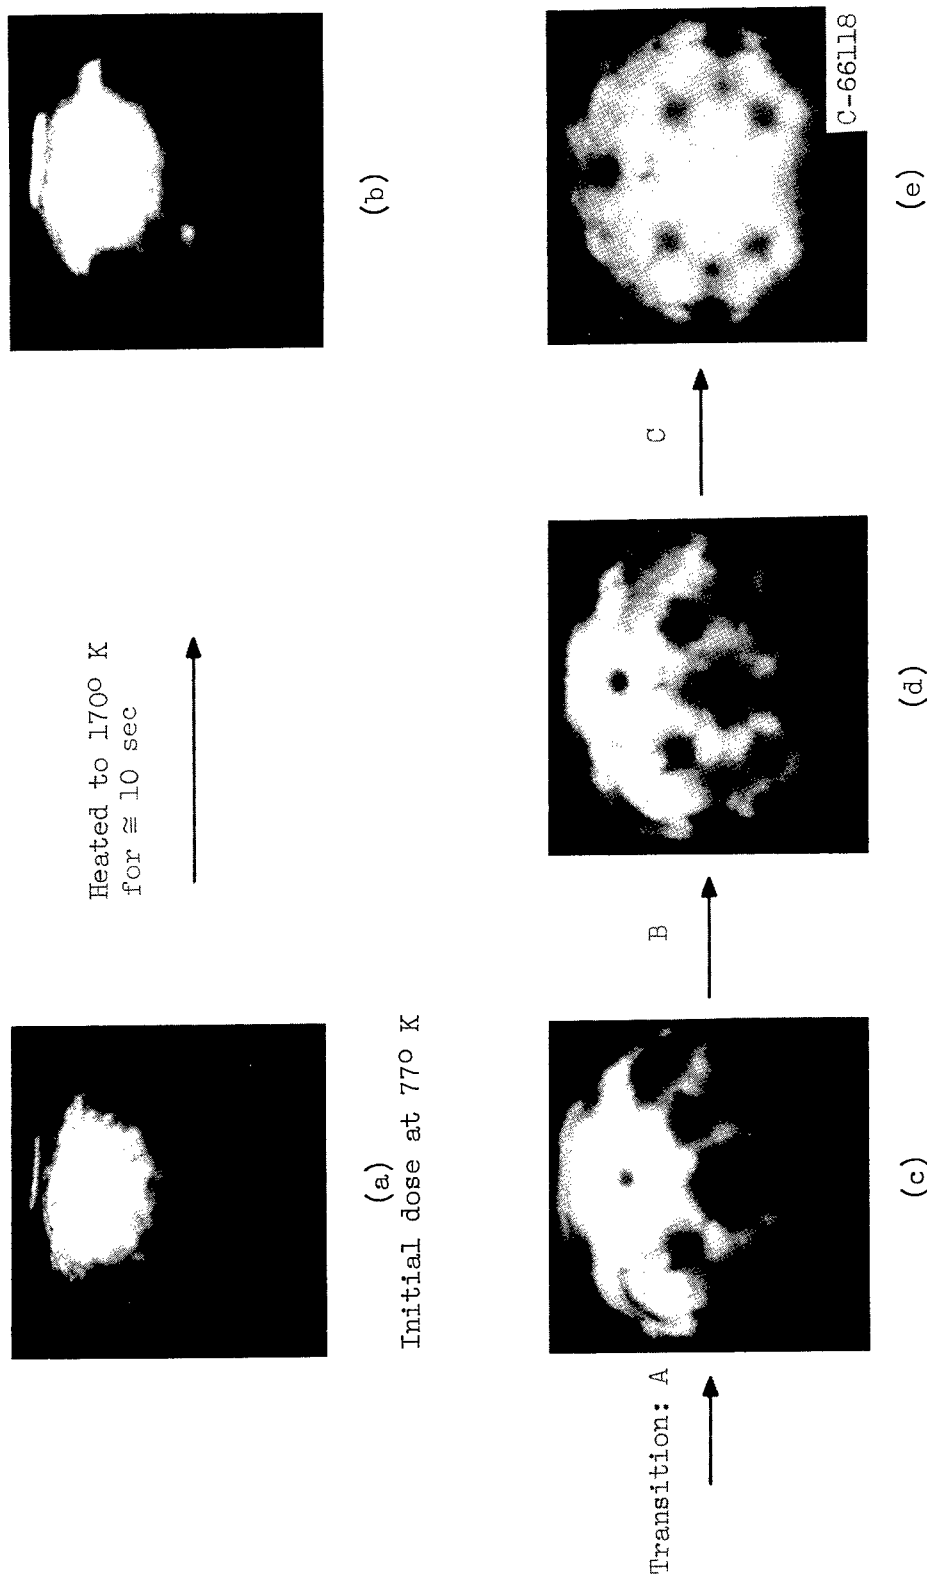 Heated to 170° K
for ≅ 10 sec
(a)
Initial dose at 77° K
(b)
Transition: A
B
C
(c)
(d)
(e)
C-66118